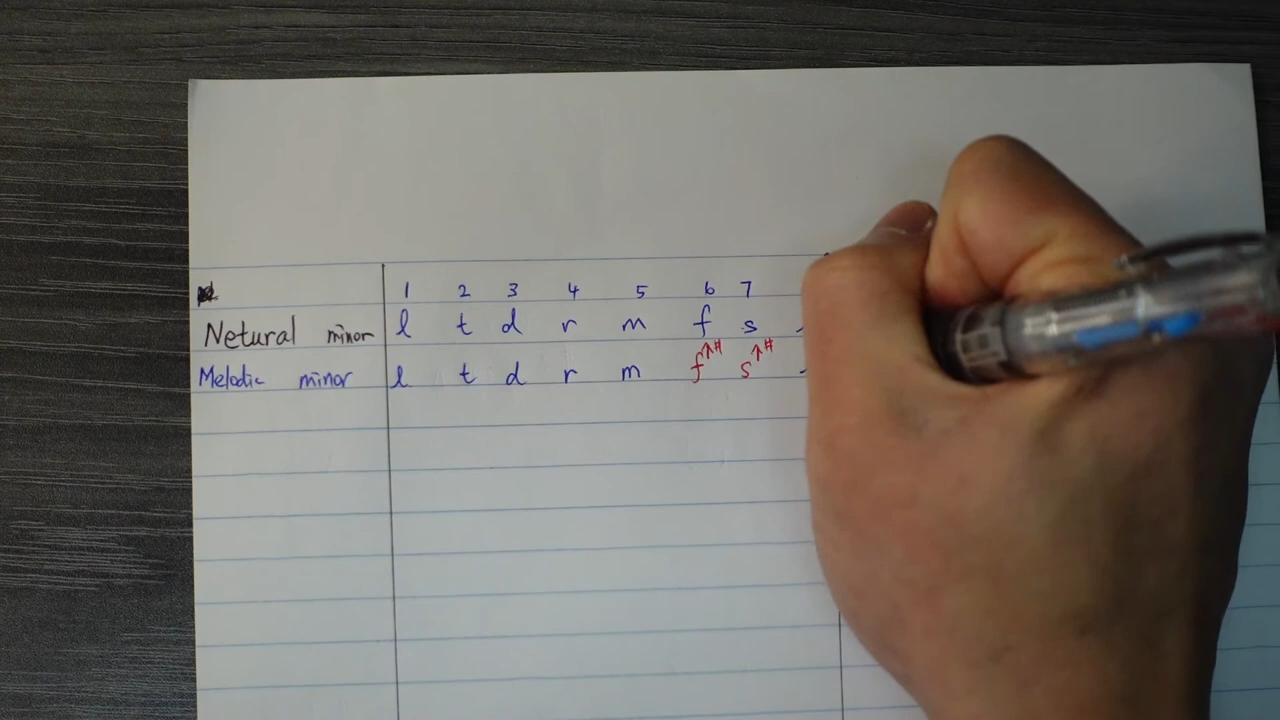 1 2 3 4 5 6 7
Netural minor l t d r m f s
Melodic minor l t d r m f↑# s↑#